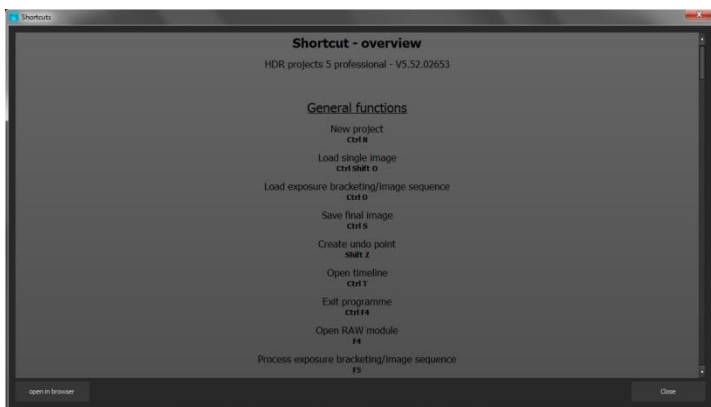 Shortcuts
Shortcut - overview
HDR projects 5 professional - V5.52.02653
General functions
New project
Ctrl N
Load single image
Ctrl Shift O
Load exposure bracketing/image sequence
Ctrl O
Save final image
Ctrl S
Create undo point
Shift Z
Open timeline
Ctrl T
Exit programme
Ctrl F4
Open RAW module
F4
Process exposure bracketing/image sequence
F5
open in browser
Close